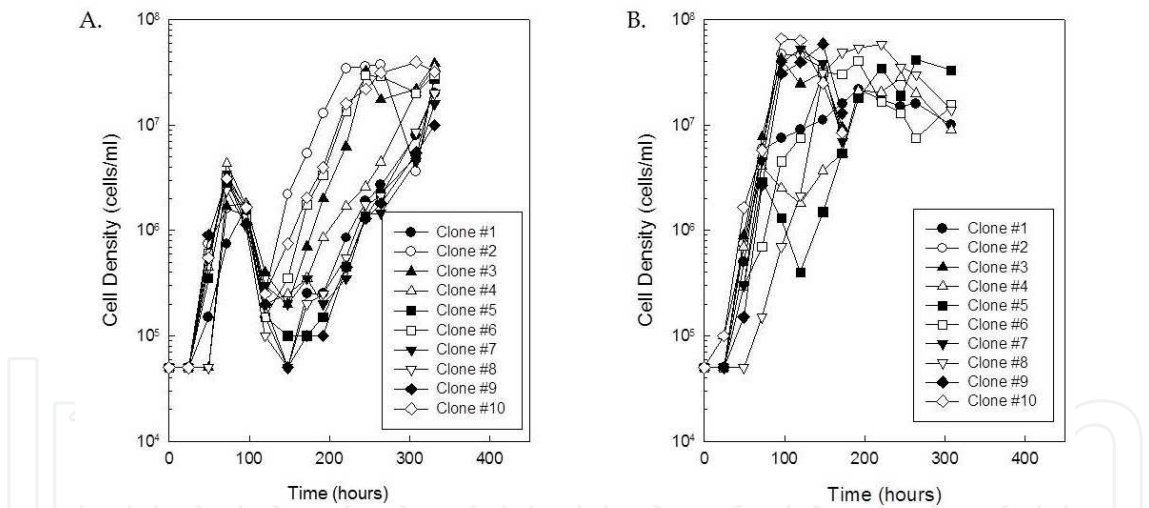 A.
Cell Density (cells/ml)
10⁸
10⁷
10⁶
10⁵
10⁴
Clone #1
Clone #2
Clone #3
Clone #4
Clone #5
Clone #6
Clone #7
Clone #8
Clone #9
Clone #10
0 100 200 300 400
Time (hours)
B.
Cell Density (cells/ml)
10⁸
10⁷
10⁶
10⁵
10⁴
Clone #1
Clone #2
Clone #3
Clone #4
Clone #5
Clone #6
Clone #7
Clone #8
Clone #9
Clone #10
0 100 200 300 400
Time (hours)